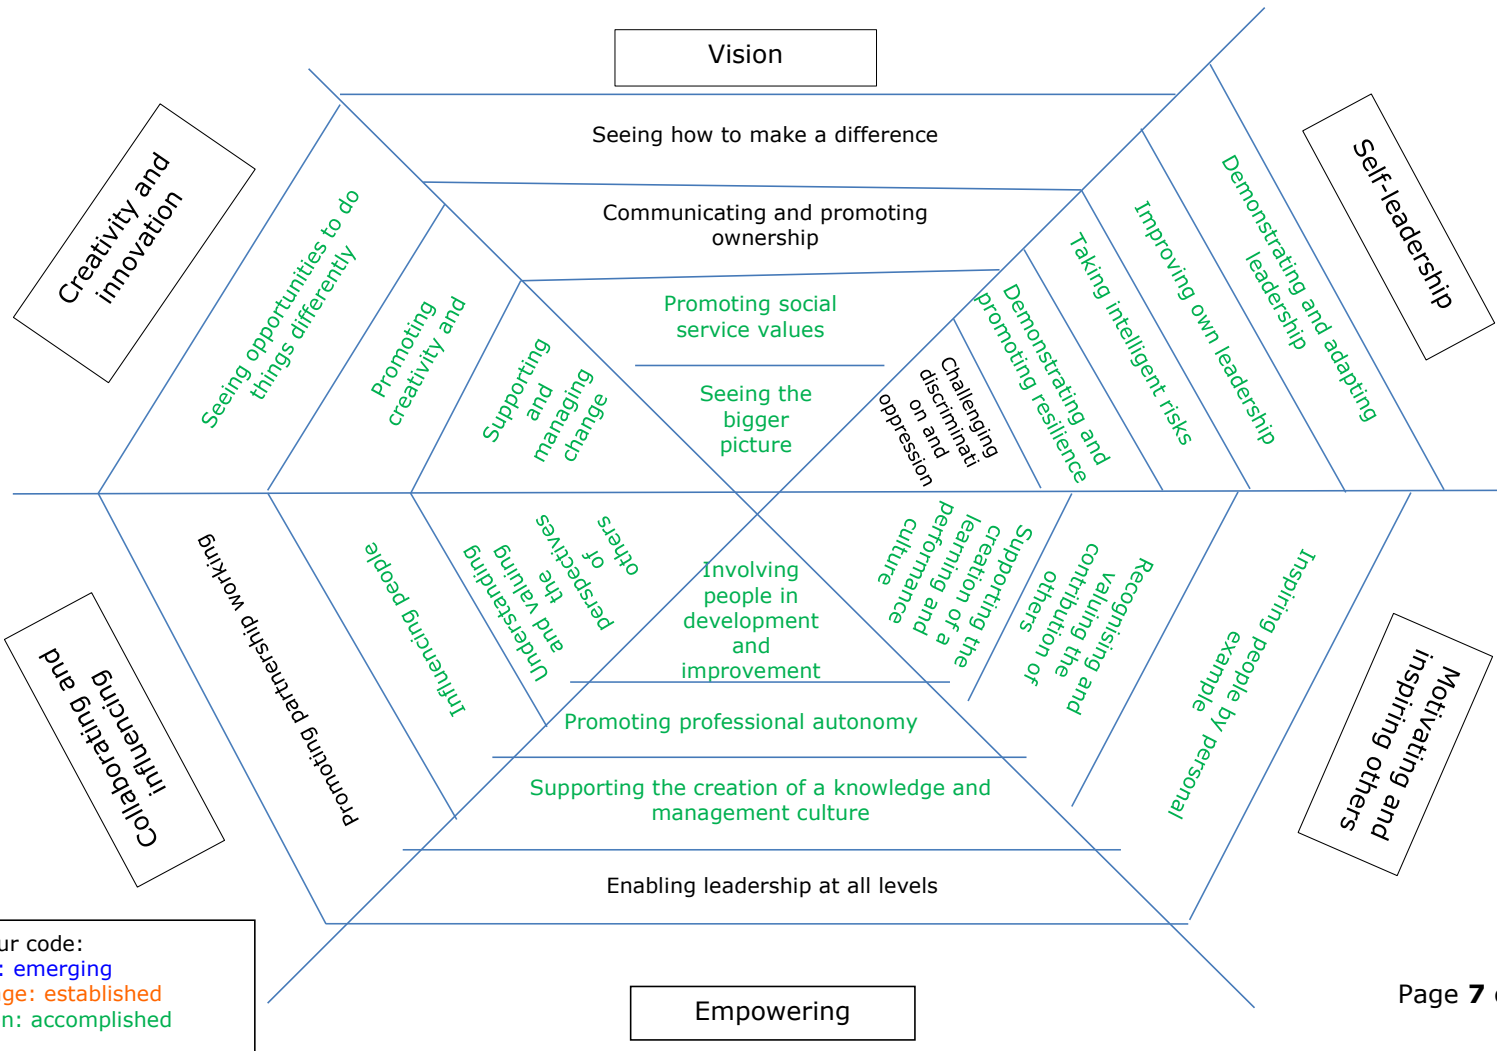 Vision
Seeing how to make a difference
Communicating and promoting
ownership
Promoting social
service values
Seeing the
bigger
picture
Self-leadership
Demonstrating and adapting
leadership
Improving own leadership
Taking intelligent risks
Demonstrating and
promoting resilience
Challenging
discriminati
on and
oppression
Creativity and
innovation
Seeing opportunities to do
things differently
Promoting
creativity and
Supporting
and
managing
change
Collaborating and
influencing
Promoting partnership working
Influencing people
Understanding
and valuing
the
perspectives
of
others
Involving
people in
development
and
improvement
Promoting professional autonomy
Supporting the creation of a knowledge and
management culture
Enabling leadership at all levels
Supporting the
creation of a
learning and
performance
culture
Recognising and
valuing the
contribution of
others
Inspiring people by personal
example
Motivating and
inspiring others
Empowering
ur code:
: emerging
ge: established
n: accomplished
Page 7